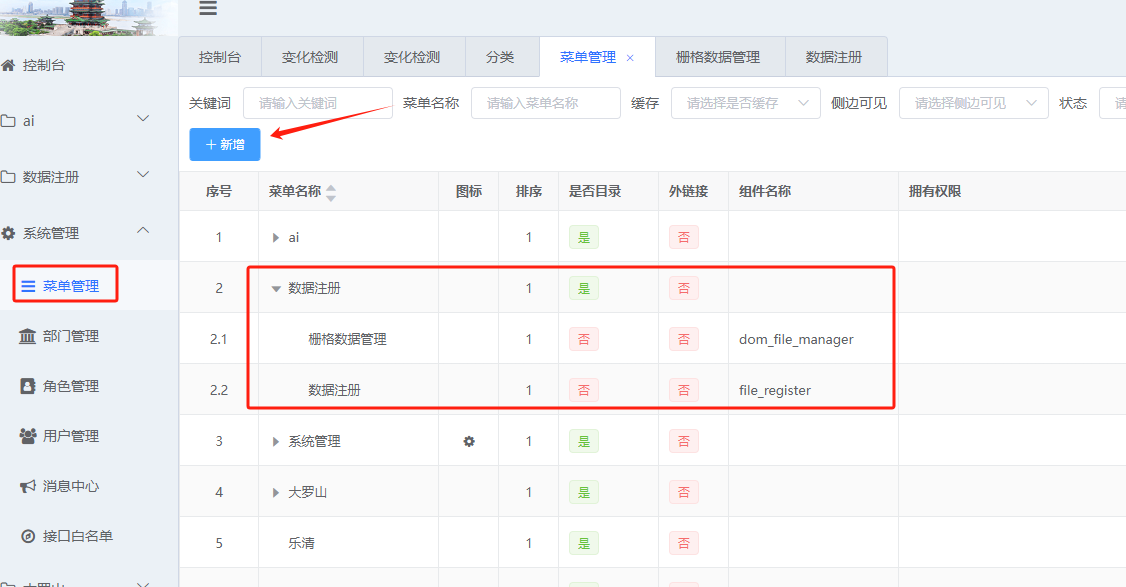 控制台
ai
数据注册
系统管理
菜单管理
部门管理
角色管理
用户管理
消息中心
接口白名单
控制台 变化检测 变化检测 分类 菜单管理 × 栅格数据管理 数据注册
关键词 请输入关键词 菜单名称 请输入菜单名称 缓存 请选择是否缓存 侧边可见 请选择侧边可见 状态
+ 新增
序号 菜单名称 图标 排序 是否目录 外链接 组件名称 拥有权限
1 ai 1 是 否
2 数据注册 1 是 否
2.1 栅格数据管理 1 否 否 dom_file_manager
2.2 数据注册 1 否 否 file_register
3 系统管理 1 是 否
4 大罗山 1 是 否
5 乐清 1 是 否